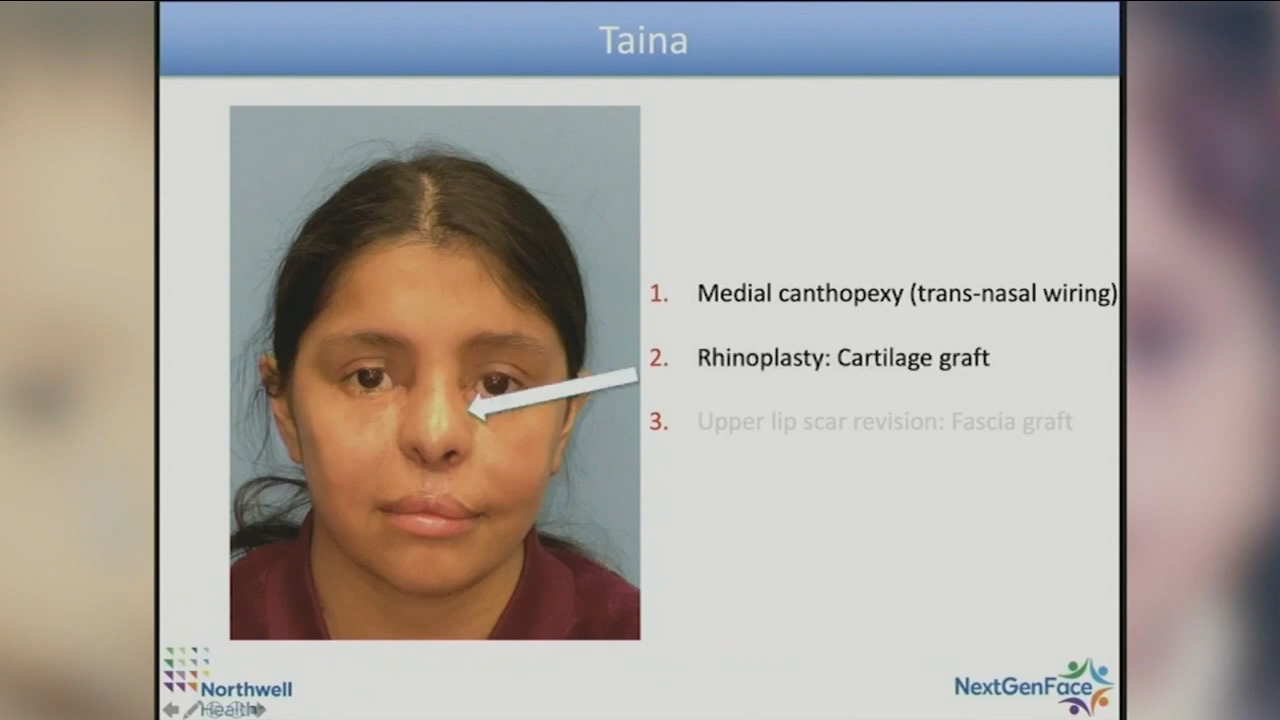 Taina
1. Medial canthopexy (trans-nasal wiring)
2. Rhinoplasty: Cartilage graft
3. Upper lip scar revision: Fascia graft
Northwell
Health
NextGenFace